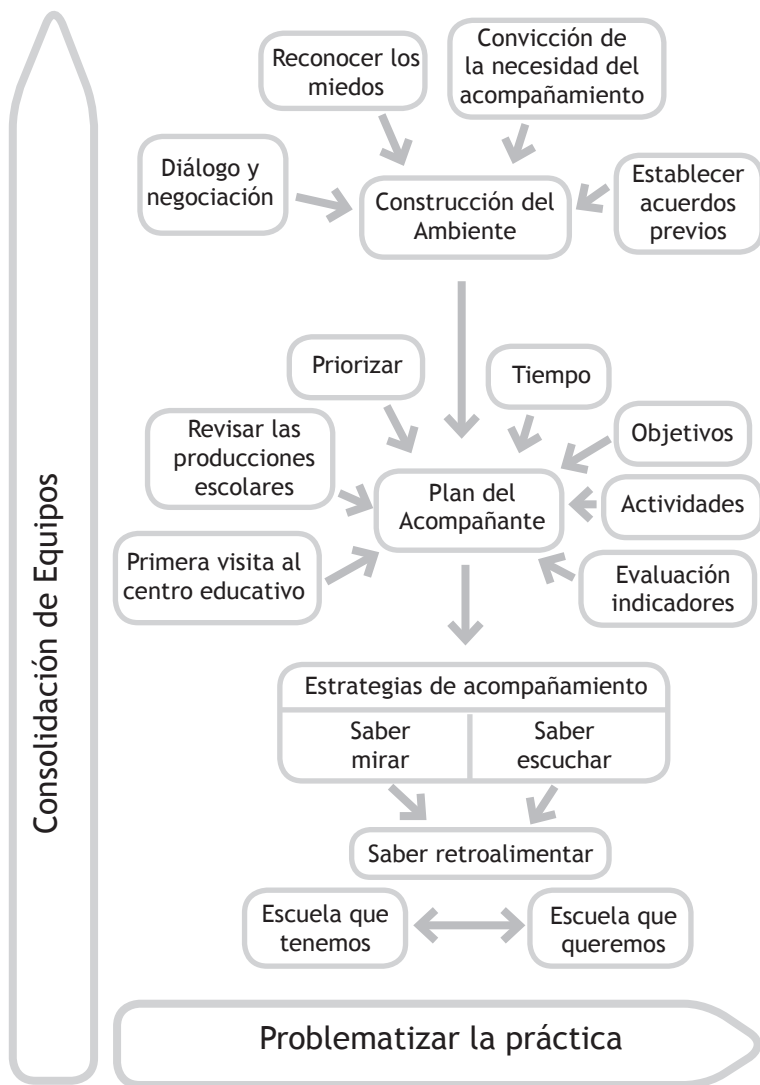 Reconocer los
miedos
Convicción de
la necesidad del
acompañamiento
Diálogo y
negociación
Construcción del
Ambiente
Establecer
acuerdos
previos
Priorizar
Tiempo
Revisar las
producciones
escolares
Objetivos
Plan del
Acompañante
Actividades
Primera visita al
centro educativo
Evaluación
indicadores
Estrategias de acompañamiento
Saber
mirar
Saber
escuchar
Saber retroalimentar
Escuela que
tenemos
Escuela que
queremos
Consolidación de Equipos
Problematizar la práctica